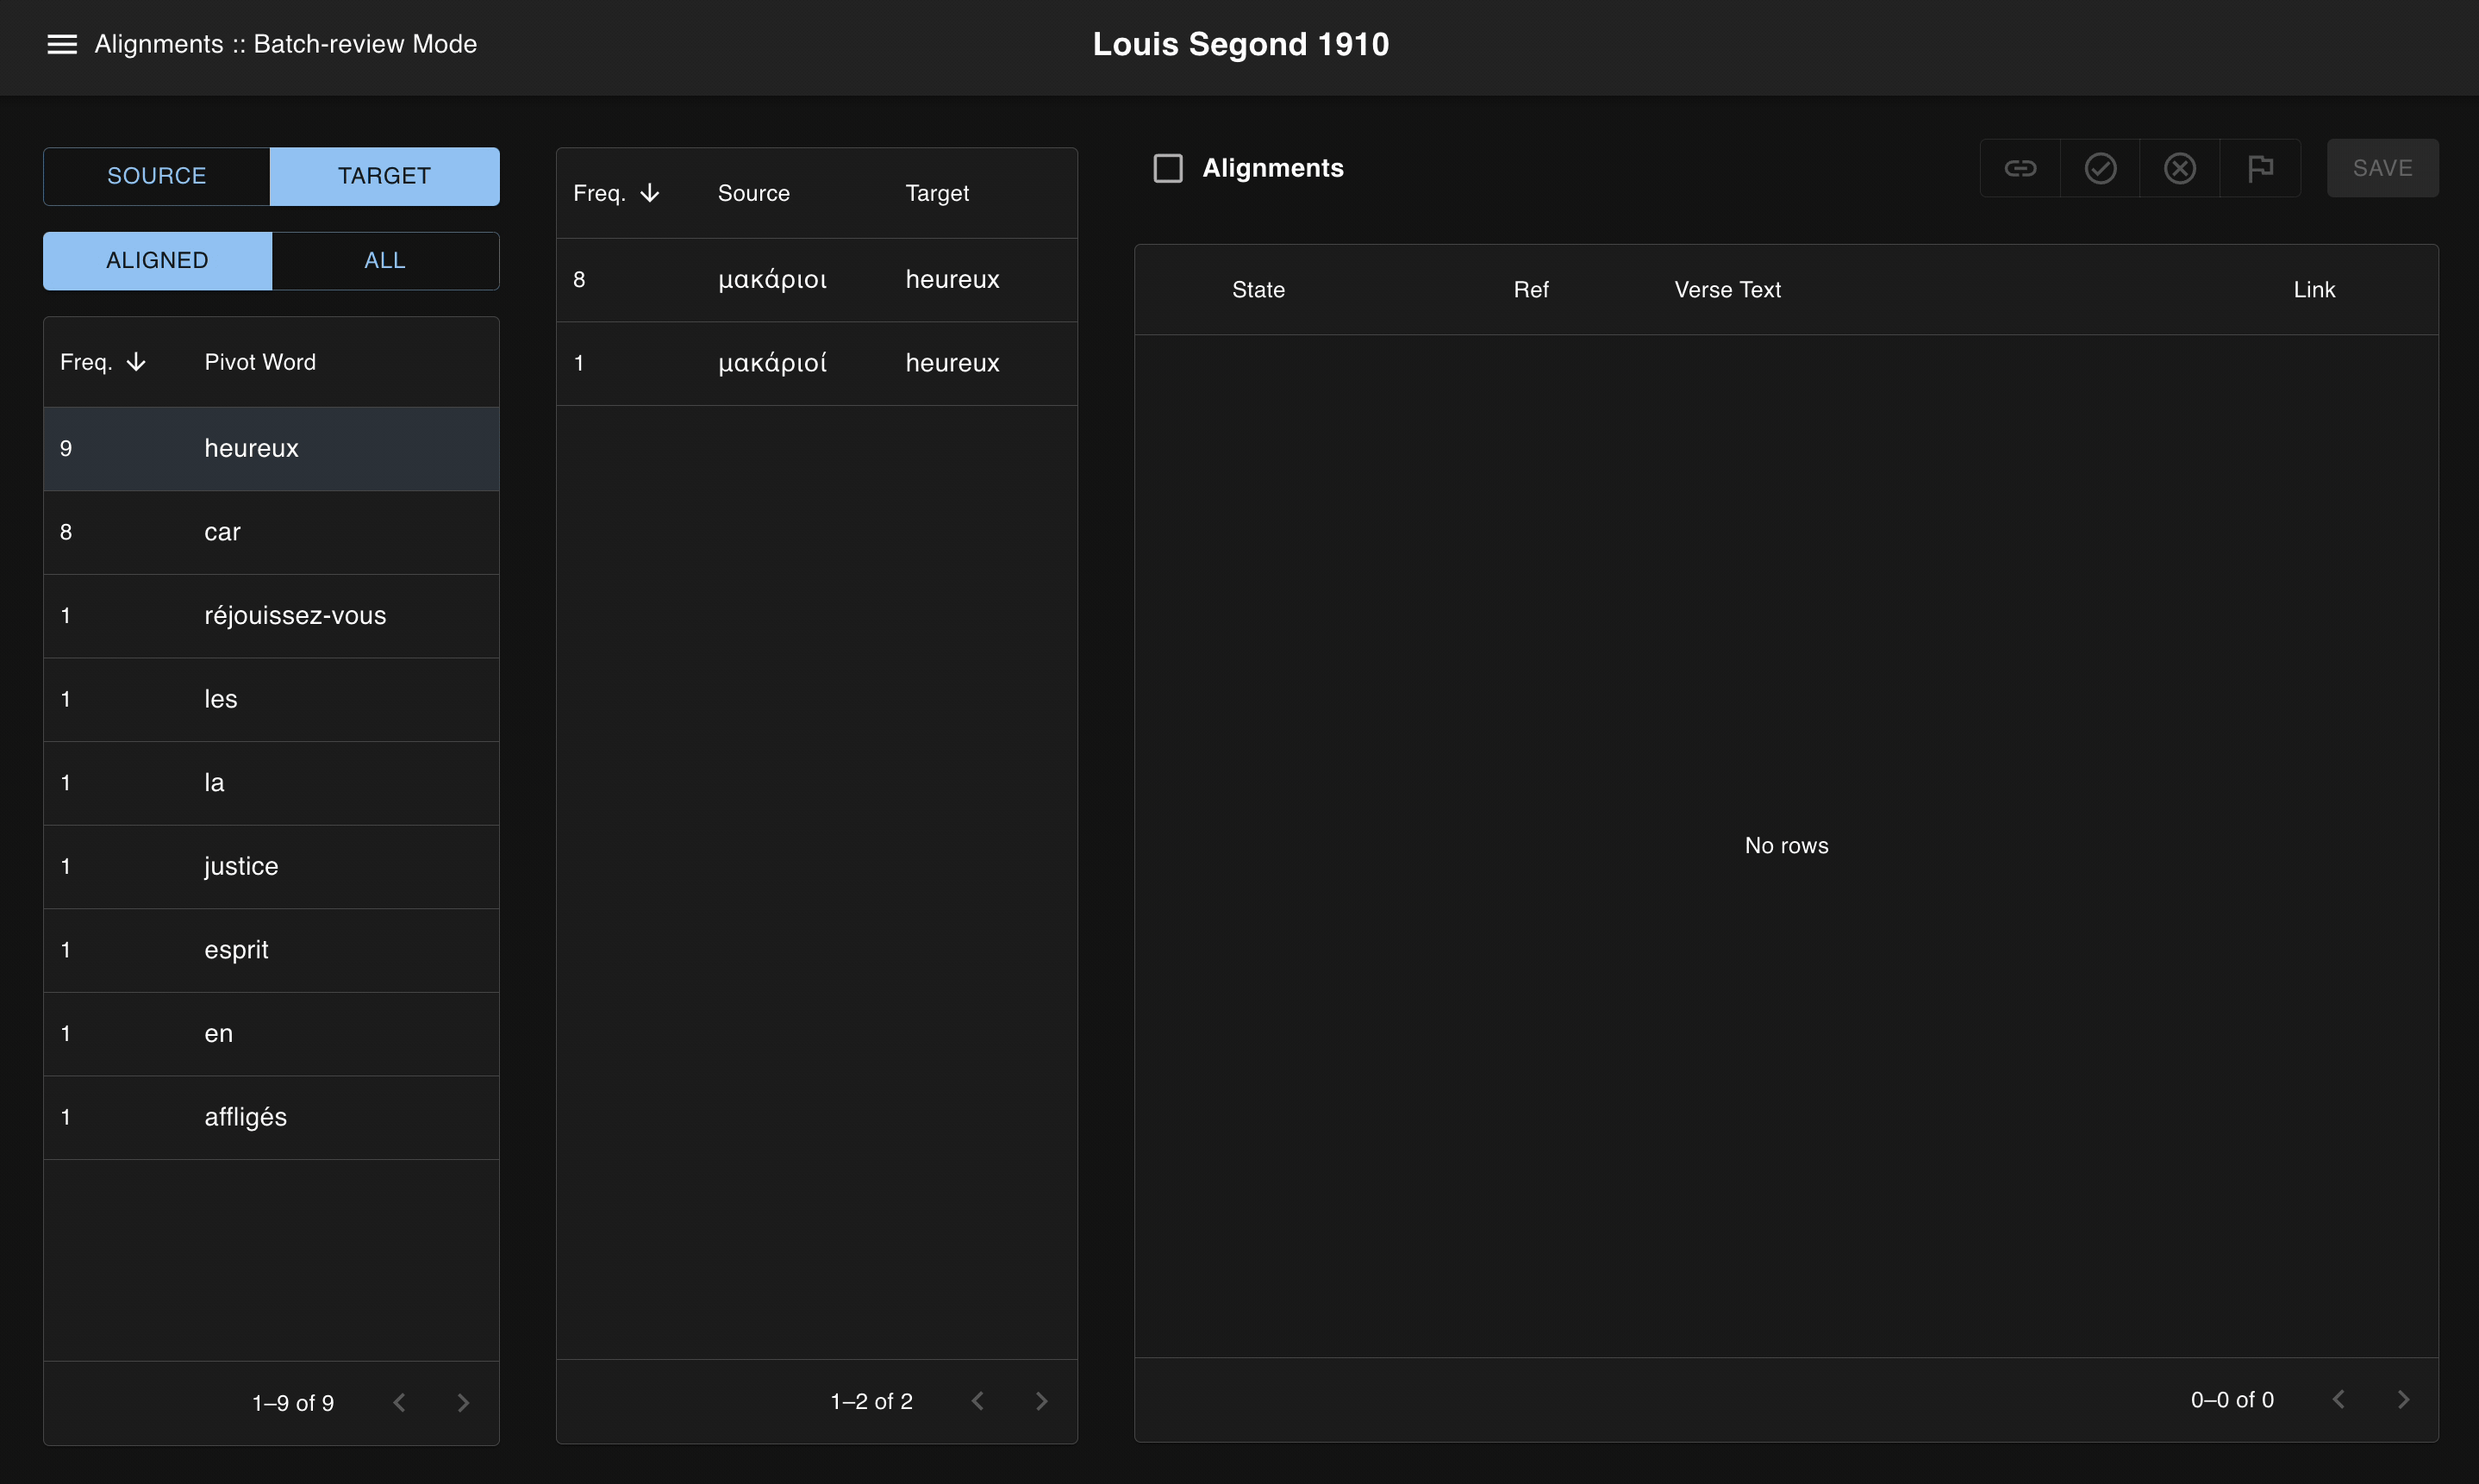 Alignments :: Batch-review Mode
Louis Segond 1910
SOURCE TARGET
ALIGNED ALL
Freq. Pivot Word
9 heureux
8 car
1 réjouissez-vous
1 les
1 la
1 justice
1 esprit
1 en
1 affligés
1–9 of 9
Freq. Source Target
8 μακάριοι heureux
1 μακάριοί heureux
1–2 of 2
Alignments
SAVE
State Ref Verse Text Link
No rows
0–0 of 0